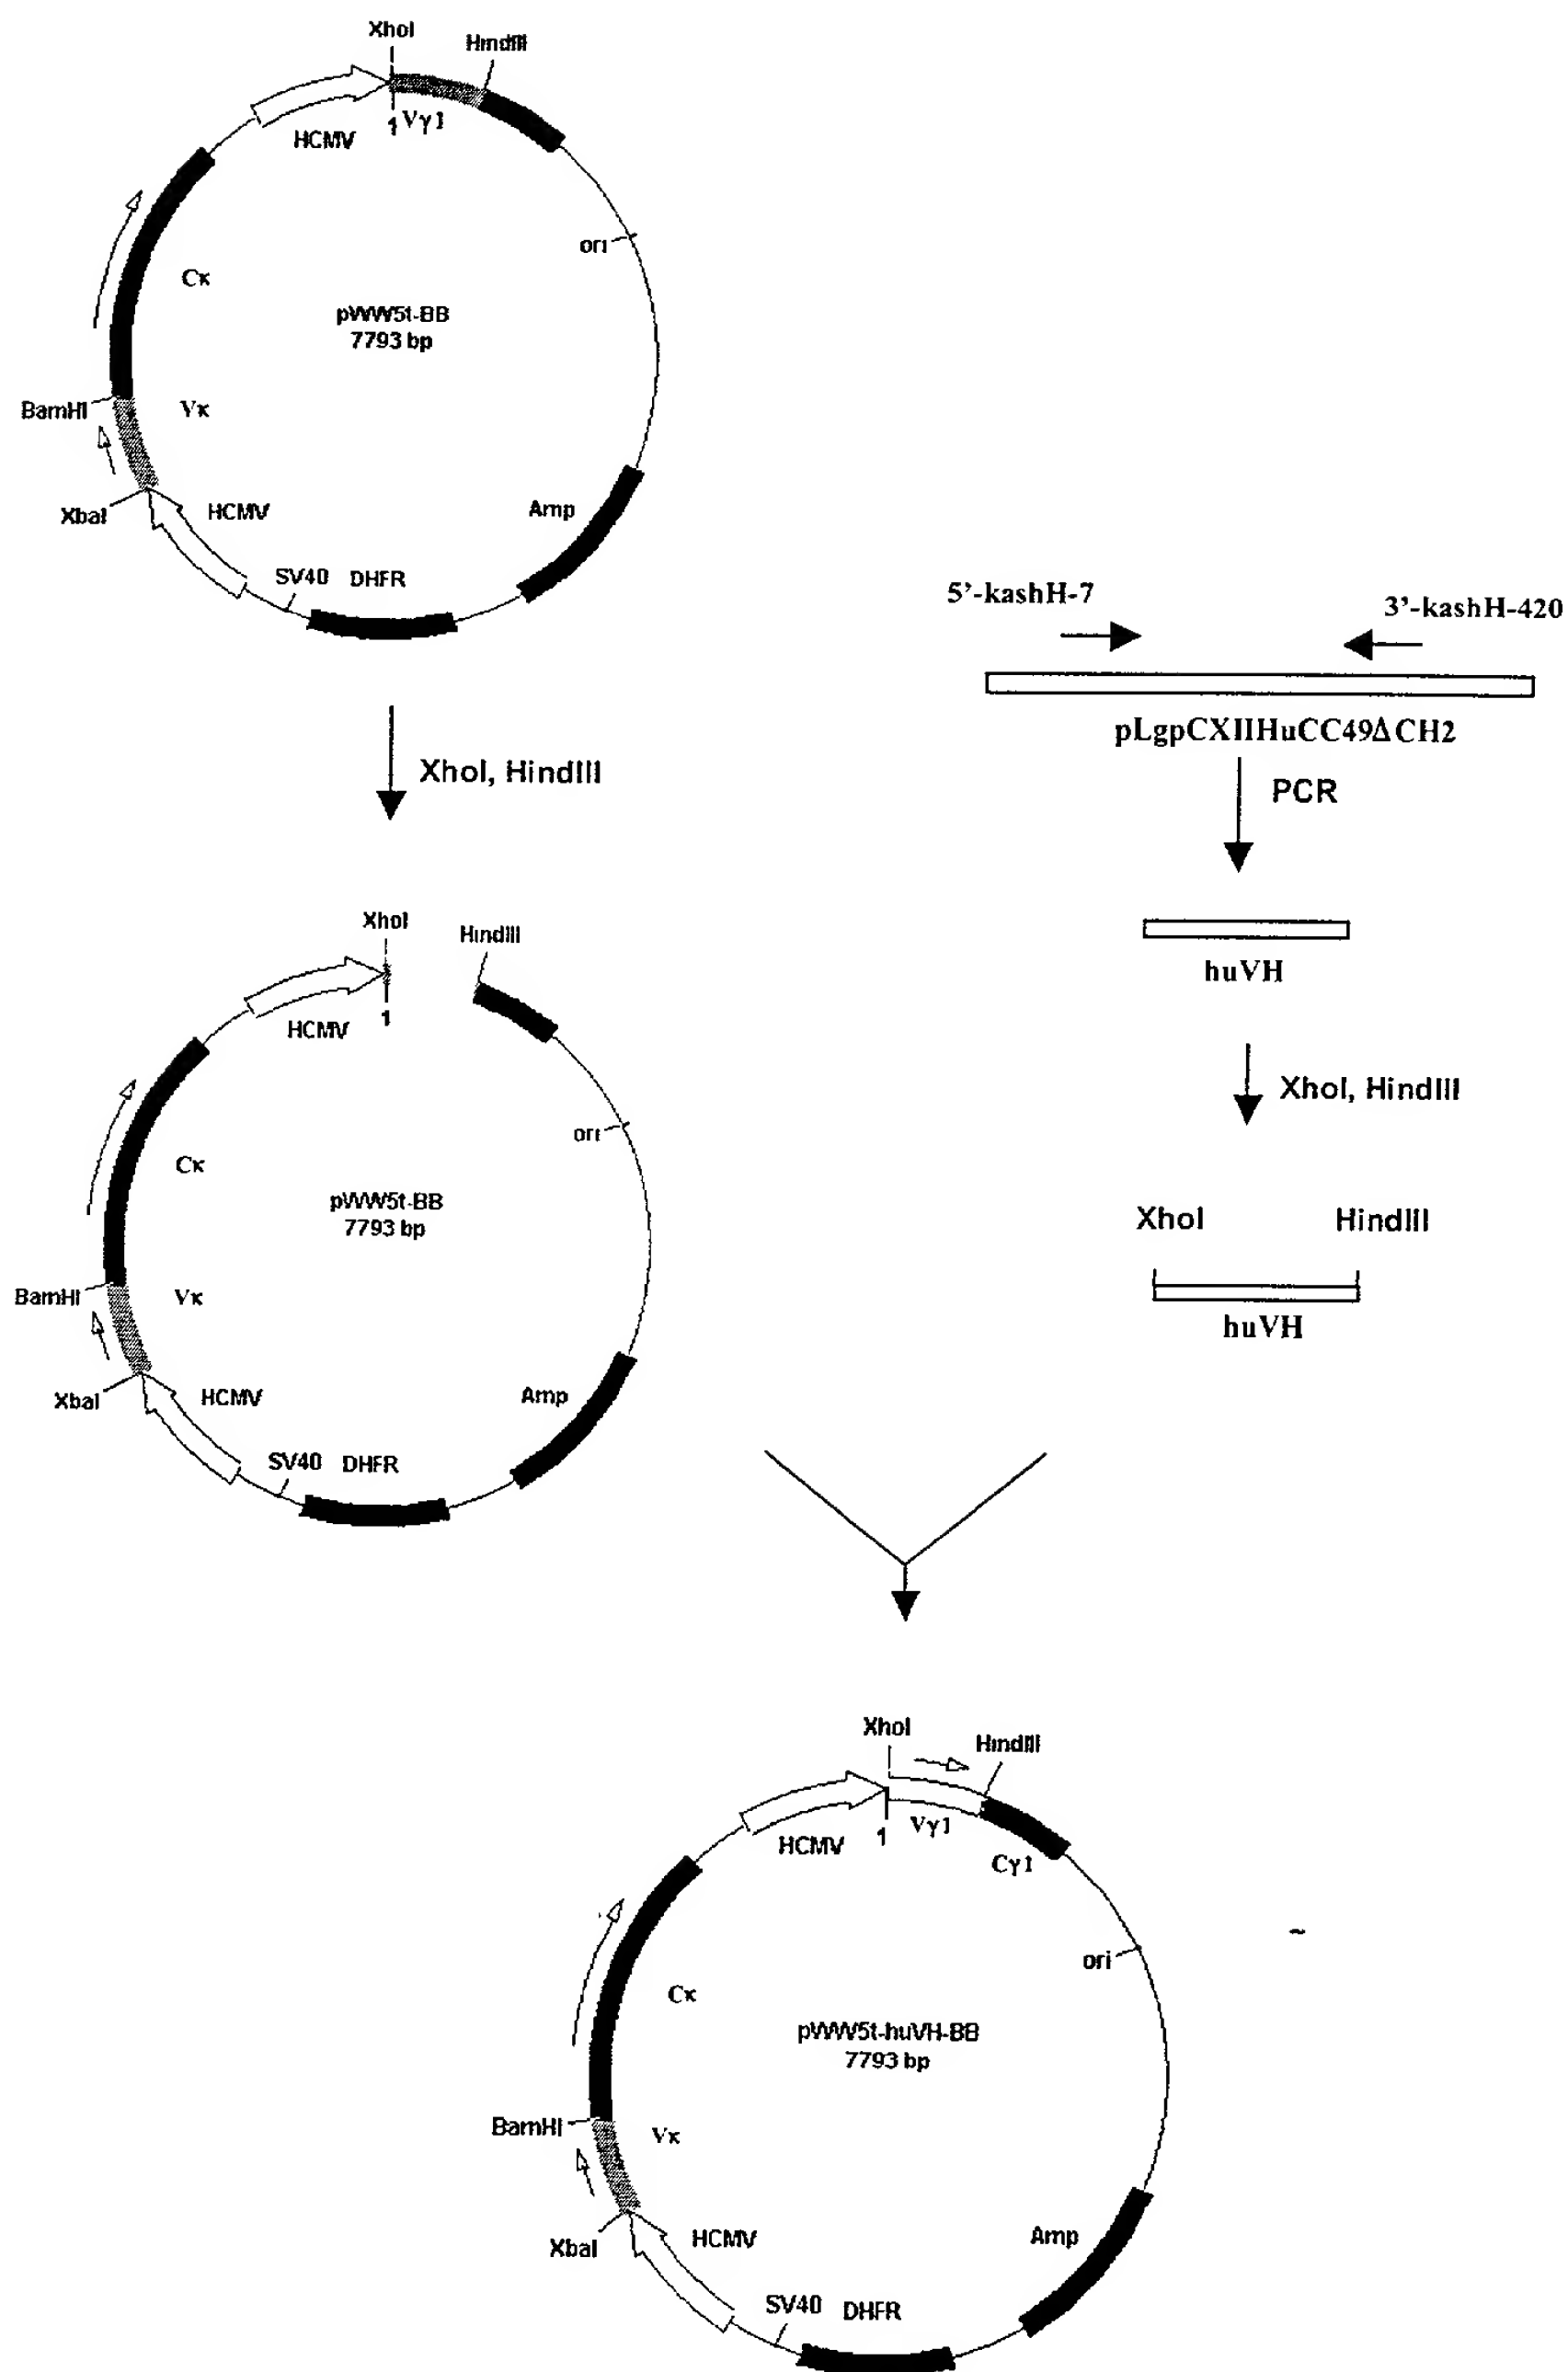 XhoI
HindIII
1 Vγ1
HCMV
ori
Cκ
pWW5t-BB
7793 bp
BamHI
Vκ
XbaI
HCMV
Amp
SV40 DHFR
XhoI, HindIII
5’-kashH-7
3’-kashH-420
pLgpCXIIHuCC49Δ CH2
PCR
huVH
XhoI, HindIII
XhoI HindIII
huVH
XhoI
HindIII
HCMV
1
ori
Cκ
pWW5t-BB
7793 bp
BamHI
Vκ
XbaI
HCMV
Amp
SV40 DHFR
XhoI
HindIII
HCMV
1
Vγ1
Cγ1
ori
Cκ
pWW5t-huVH-BB
7793 bp
BamHI
Vκ
XbaI
HCMV
Amp
SV40 DHFR